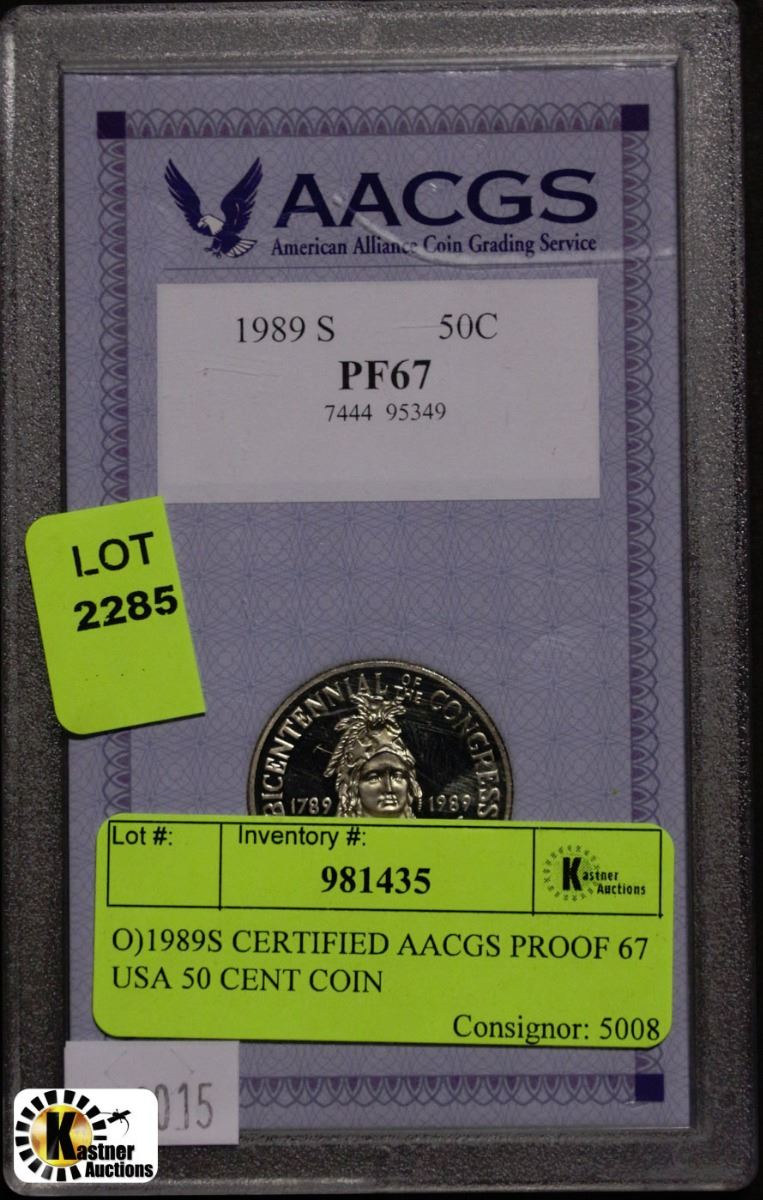 AACGS
American Alliance Coin Grading Service
1989 S 50C
PF67
7444 95349
LOT
2285
BICENTENNIAL OF THE CONGRESS
1789 1989
Lot #: Inventory #:
981435
Kastner
Auctions
O)1989S CERTIFIED AACGS PROOF 67
USA 50 CENT COIN
Consignor: 5008
015
Kastner
Auctions